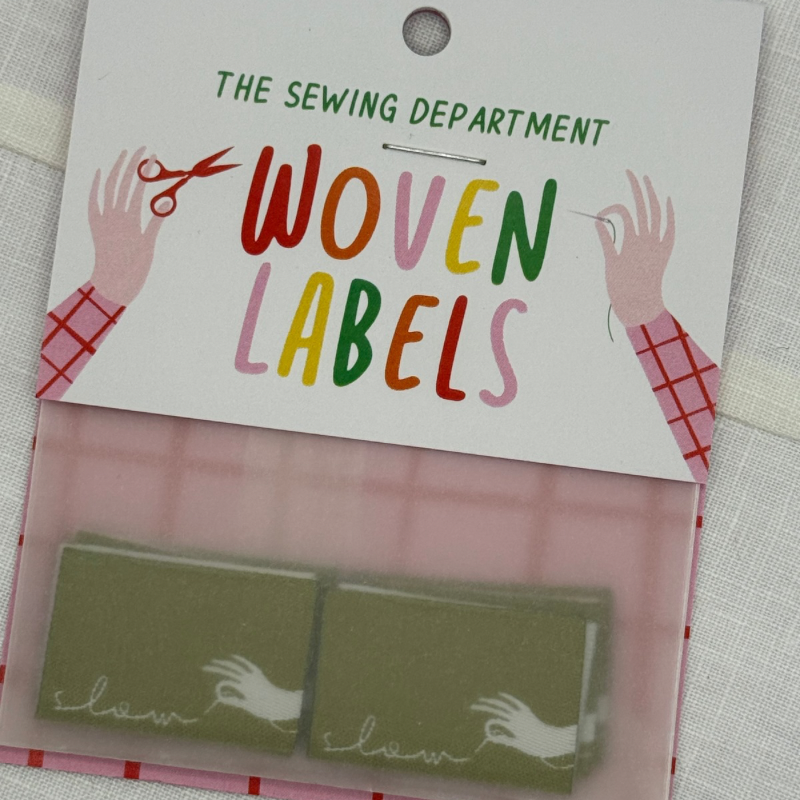 THE SEWING DEPARTMENT
WOVEN
LABELS
slow
slow